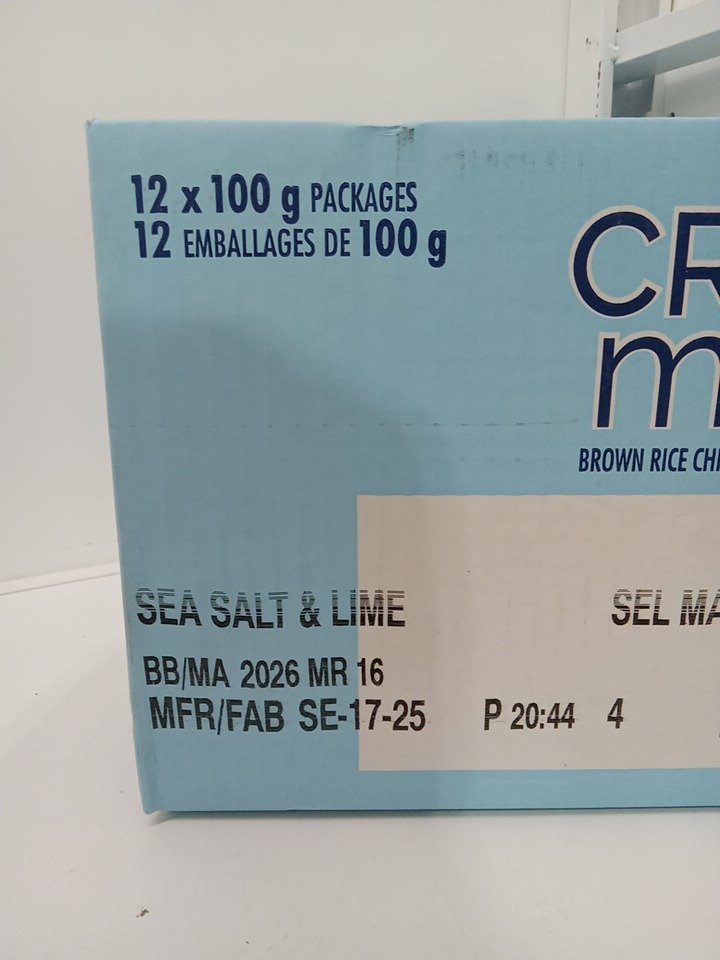 12 x 100 g PACKAGES
12 EMBALLAGES DE 100 g
BROWN RICE
SEA SALT & LIME SEL
BB/MA 2026 MR 16
MFR/FAB SE-17-25 P 20:44 4